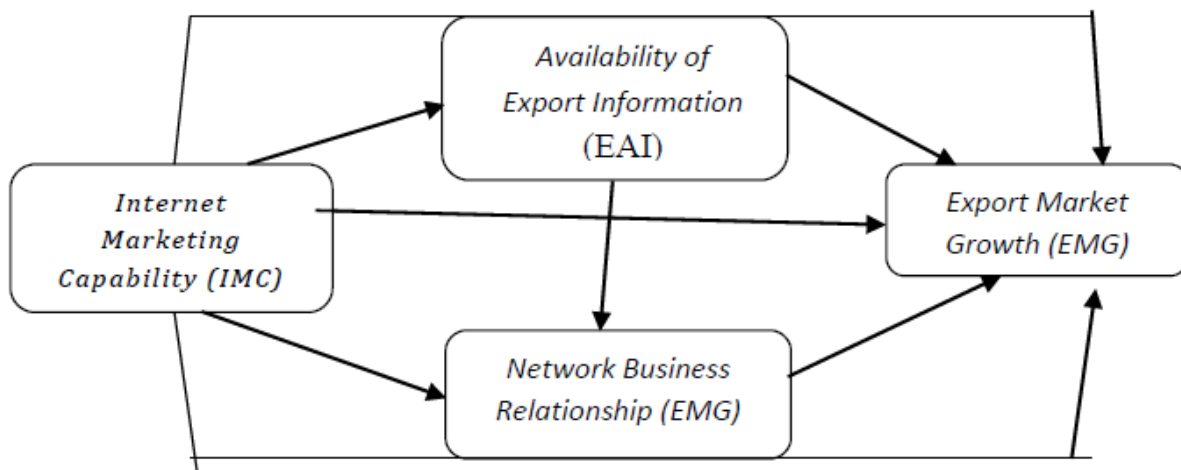 Availability of
Export Information
(EAI)
Internet
Marketing
Capability (IMC)
Export Market
Growth (EMG)
Network Business
Relationship (EMG)